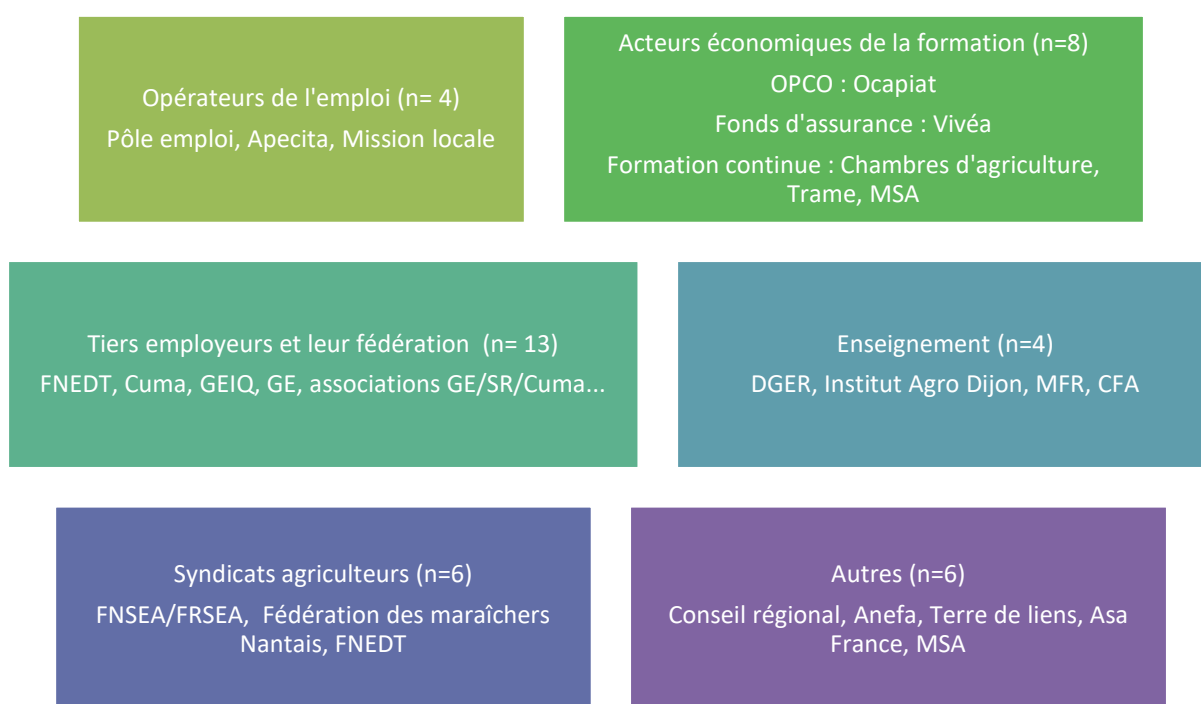 Opérateurs de l'emploi (n= 4)
Pôle emploi, Apecita, Mission locale
Acteurs économiques de la formation (n=8)
OPCO : Ocapiat
Fonds d'assurance : Vivéa
Formation continue : Chambres d'agriculture,
Trame, MSA
Tiers employeurs et leur fédération  (n= 13)
FNEDT, Cuma, GEIQ, GE, associations GE/SR/Cuma...
Enseignement (n=4)
DGER, Institut Agro Dijon, MFR, CFA
Syndicats agriculteurs (n=6)
FNSEA/FRSEA,  Fédération des maraîchers
Nantais, FNEDT
Autres (n=6)
Conseil régional, Anefa, Terre de liens, Asa
France, MSA